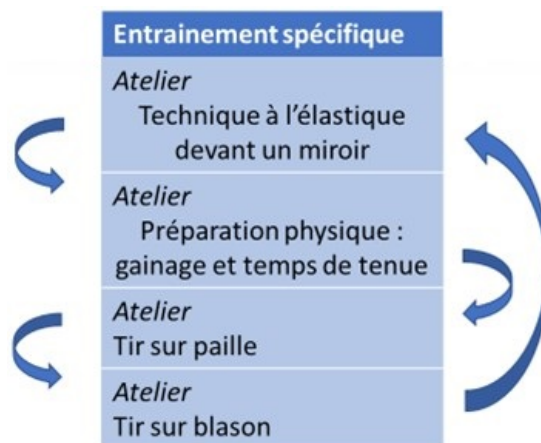 Entrainement spécifique
Atelier
Technique à l'élastique
devant un miroir
Atelier
Préparation physique :
gainage et temps de tenue
Atelier
Tir sur paille
Atelier
Tir sur blason